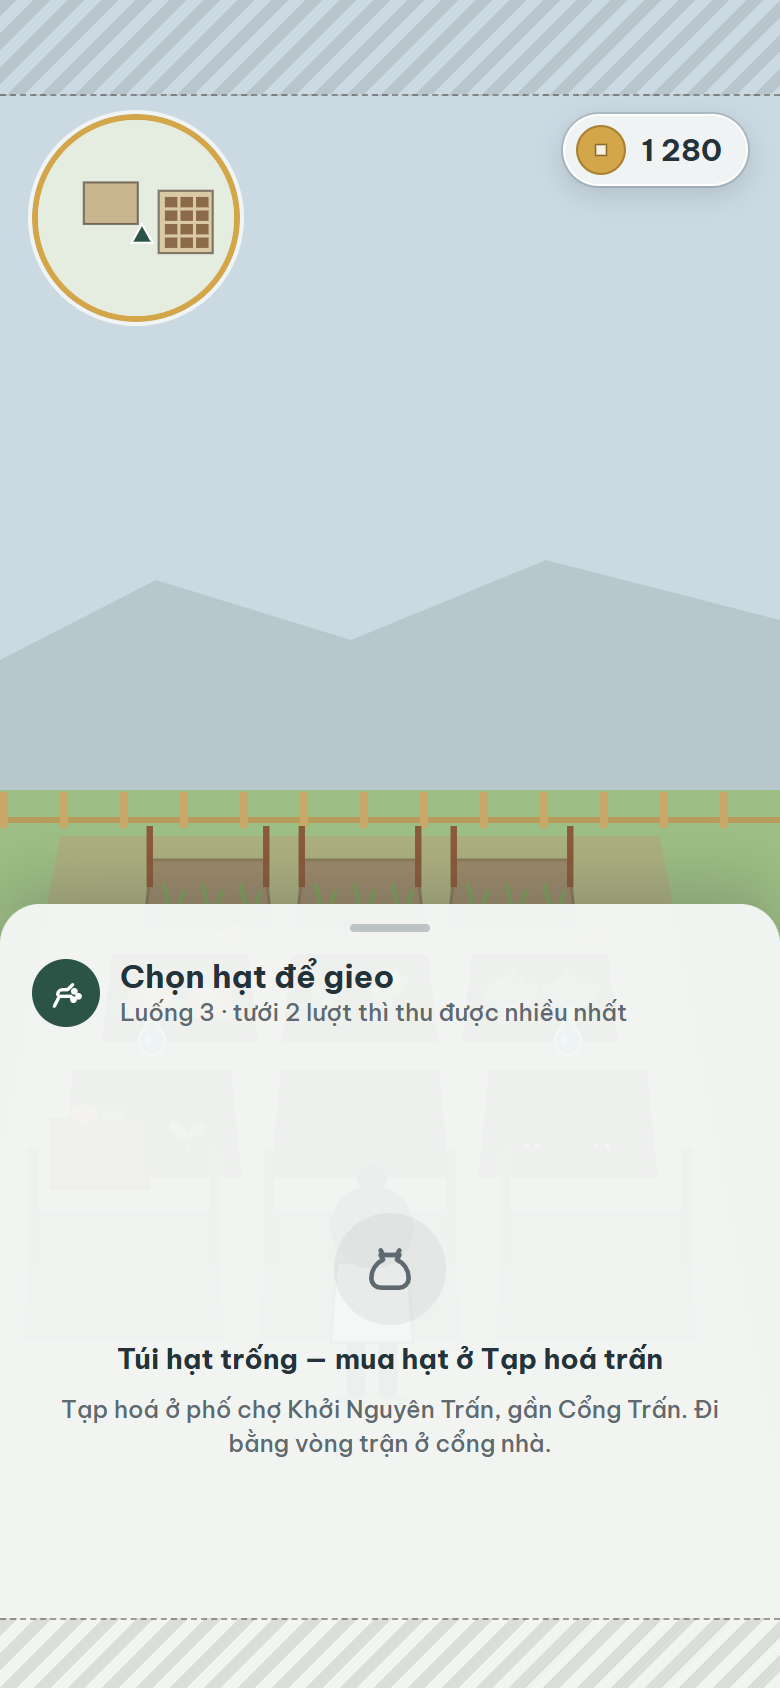 1 280
Chọn hạt để gieo
Luống 3 · tưới 2 lượt thì thu được nhiều nhất
Túi hạt trống — mua hạt ở Tạp hoá trấn
Tạp hoá ở phố chợ Khởi Nguyên Trấn, gần Cổng Trấn. Đi
bằng vòng trận ở cổng nhà.